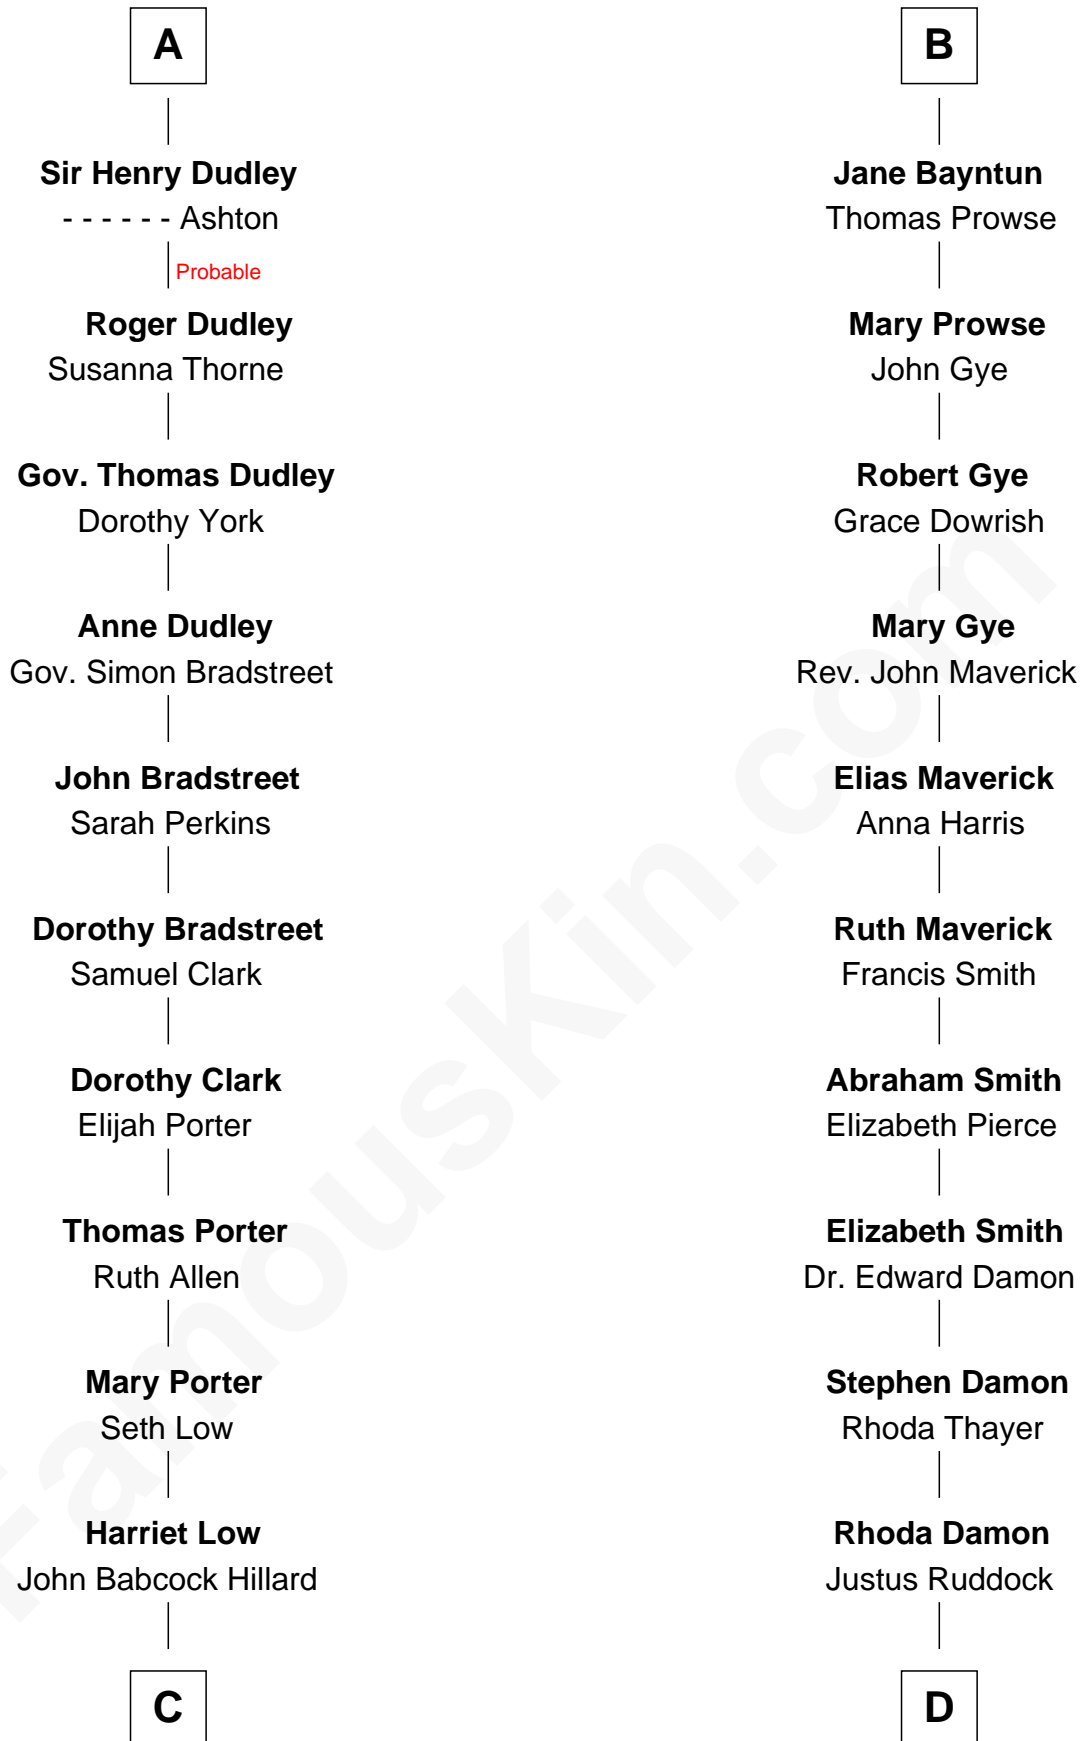 A
Sir Henry Dudley
- - - - - - Ashton
Probable
Roger Dudley
Susanna Thorne
Gov. Thomas Dudley
Dorothy York
Anne Dudley
Gov. Simon Bradstreet
John Bradstreet
Sarah Perkins
Dorothy Bradstreet
Samuel Clark
Dorothy Clark
Elijah Porter
Thomas Porter
Ruth Allen
Mary Porter
Seth Low
Harriet Low
John Babcock Hillard
C
B
Jane Bayntun
Thomas Prowse
Mary Prowse
John Gye
Robert Gye
Grace Dowrish
Mary Gye
Rev. John Maverick
Elias Maverick
Anna Harris
Ruth Maverick
Francis Smith
Abraham Smith
Elizabeth Pierce
Elizabeth Smith
Dr. Edward Damon
Stephen Damon
Rhoda Thayer
Rhoda Damon
Justus Ruddock
D
FamousKin.com